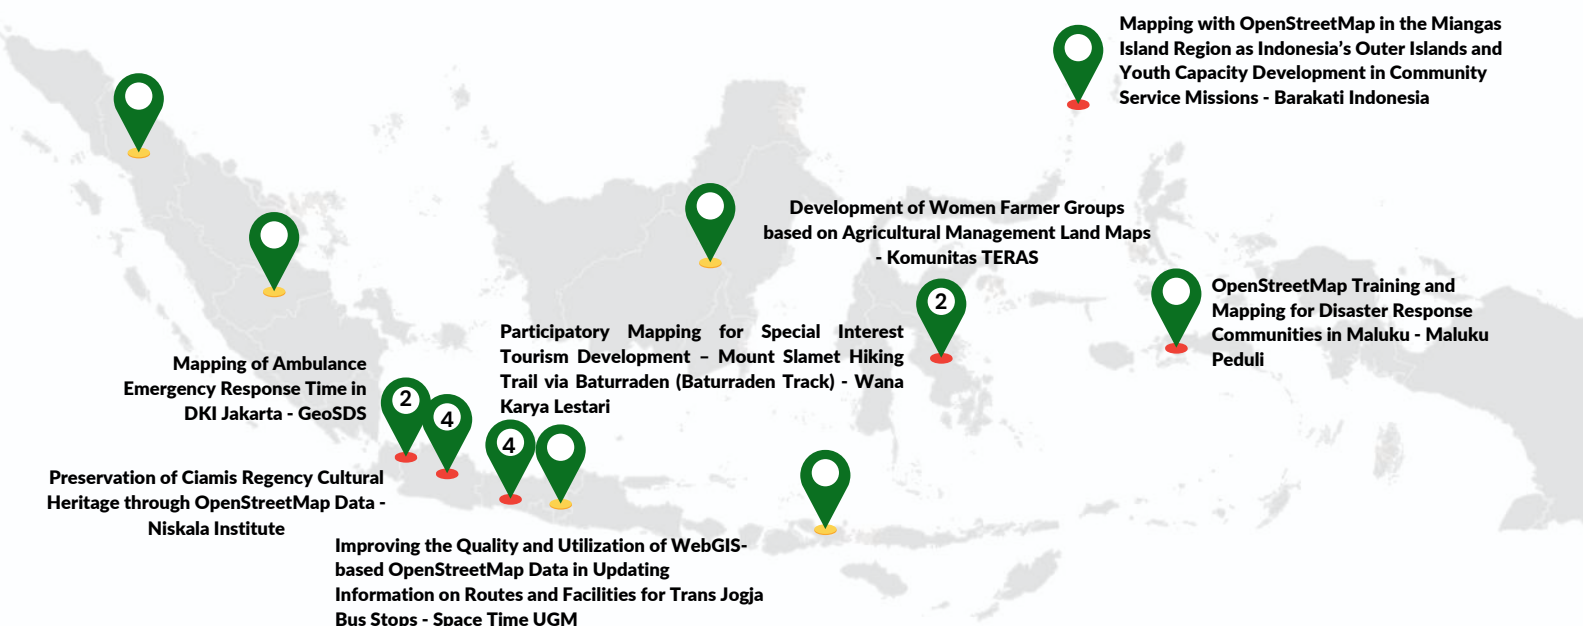 Mapping with OpenStreetMap in the Miangas
Island Region as Indonesia's Outer Islands and
Youth Capacity Development in Community
Service Missions - Barakati Indonesia
Development of Women Farmer Groups
based on Agricultural Management Land Maps
- Komunitas TERAS
2
OpenStreetMap Training and
Mapping for Disaster Response
Communities in Maluku - Maluku
Peduli
Participatory Mapping for Special Interest
Tourism Development – Mount Slamet Hiking
Trail via Baturraden (Baturraden Track) - Wana
Karya Lestari
Mapping of Ambulance
Emergency Response Time in
DKI Jakarta - GeoSDS
2
4
4
Preservation of Ciamis Regency Cultural
Heritage through OpenStreetMap Data -
Niskala Institute
Improving the Quality and Utilization of WebGIS-
based OpenStreetMap Data in Updating
Information on Routes and Facilities for Trans Jogja
Bus Stops - Space Time UGM